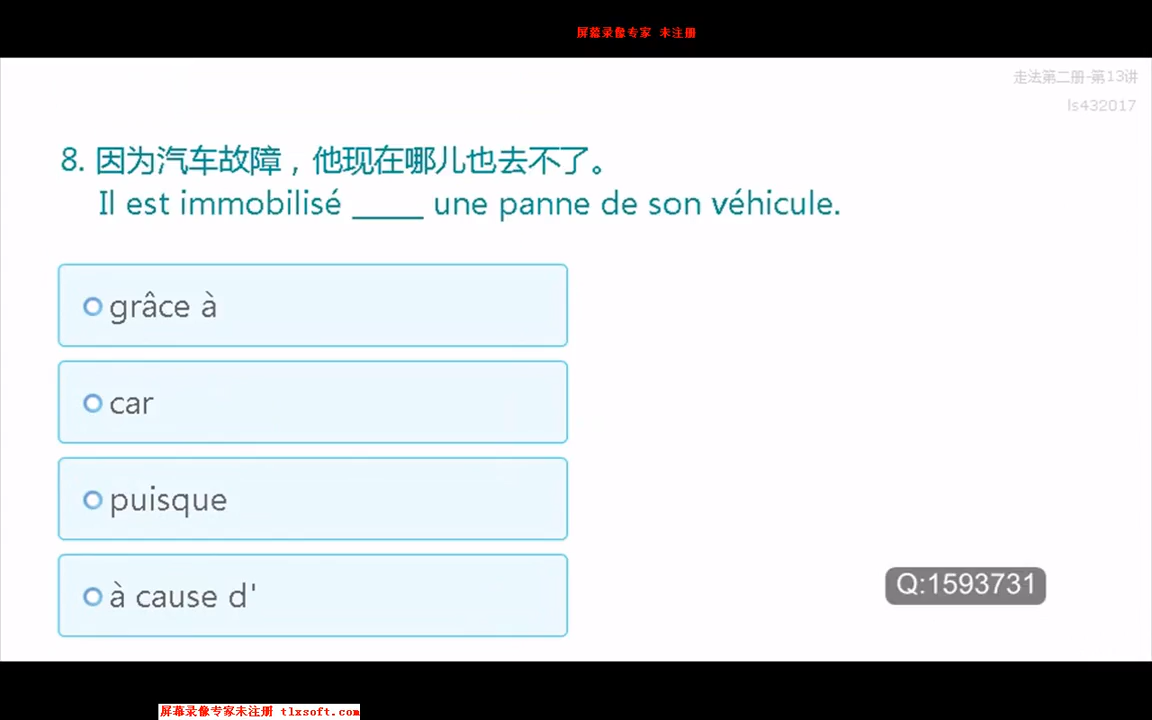 屏幕录像专家 未注册
走法第二册-第13讲
ls432017
8. 因为汽车故障，他现在哪儿也去不了。
Il est immobilisé _____ une panne de son véhicule.
grâce à
car
puisque
à cause d'
Q:1593731
屏幕录像专家未注册 tlxsoft.com